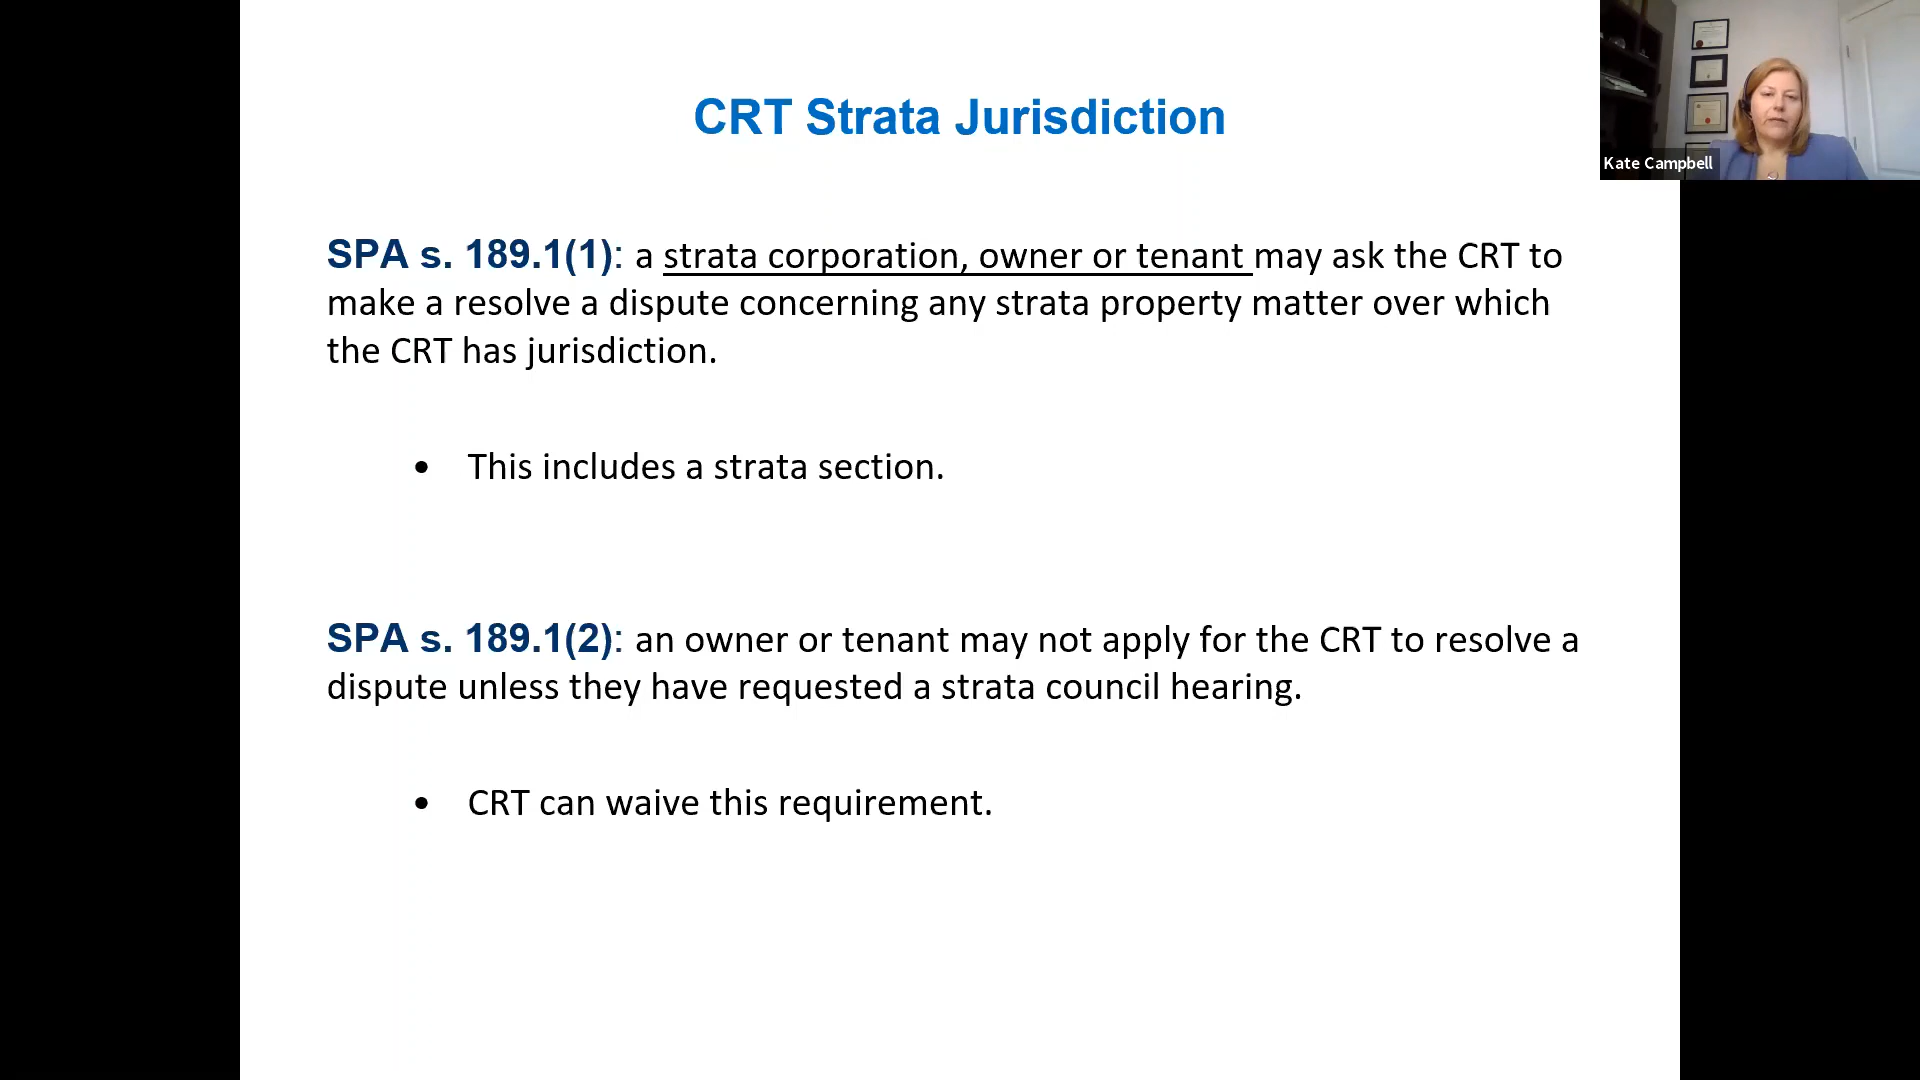 CRT Strata Jurisdiction
Kate Campbell
SPA s. 189.1(1): a strata corporation, owner or tenant may ask the CRT to
make a resolve a dispute concerning any strata property matter over which
the CRT has jurisdiction.
• This includes a strata section.
SPA s. 189.1(2): an owner or tenant may not apply for the CRT to resolve a
dispute unless they have requested a strata council hearing.
• CRT can waive this requirement.